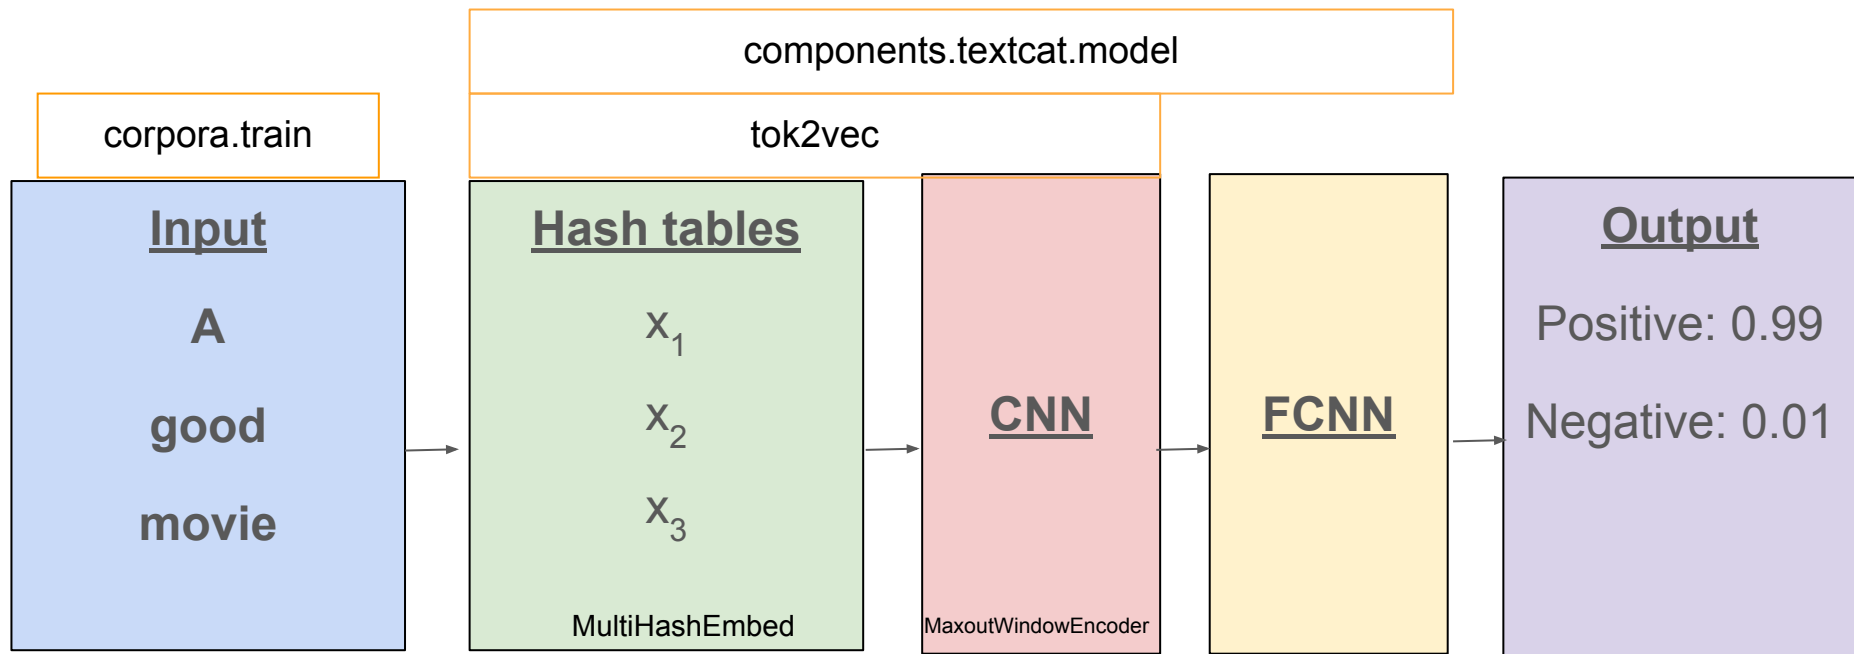 components.textcat.model
corpora.train
tok2vec
Input
A
good
movie
Hash tables
x1
x2
x3
MultiHashEmbed
CNN
MaxoutWindowEncoder
FCNN
Output
Positive: 0.99
Negative: 0.01